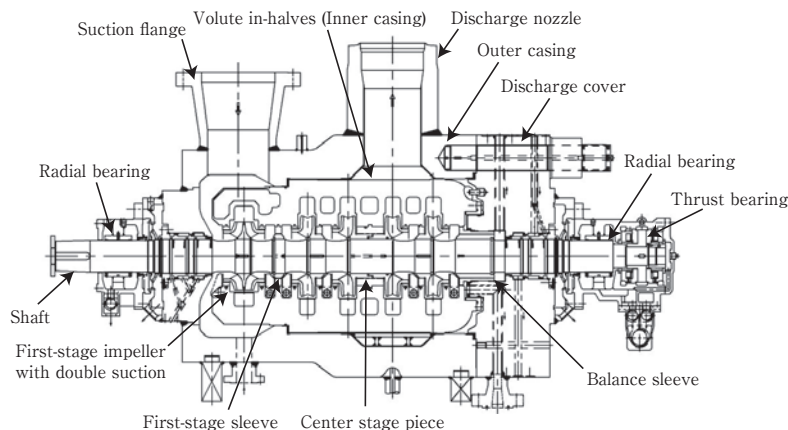 Volute in-halves (Inner casing)
Discharge nozzle
Suction flange
Outer casing
Discharge cover
Radial bearing
Radial bearing
Thrust bearing
Shaft
First-stage impeller
with double suction
Balance sleeve
First-stage sleeve
Center stage piece